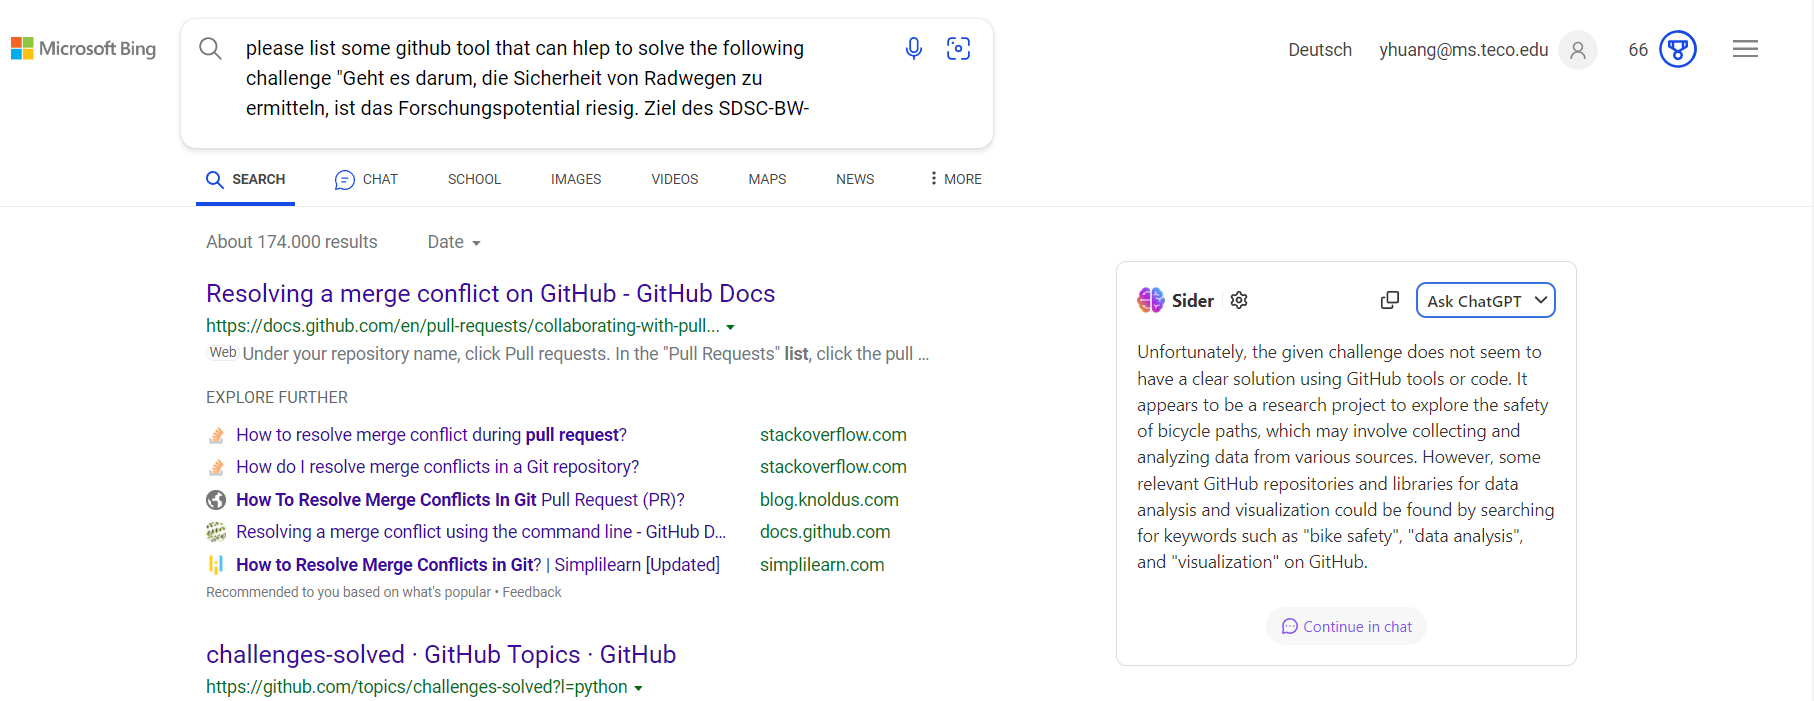 Microsoft Bing
please list some github tool that can hlep to solve the following
challenge "Geht es darum, die Sicherheit von Radwegen zu
ermitteln, ist das Forschungspotential riesig. Ziel des SDSC-BW-
Deutsch
yhuang@ms.teco.edu
66
SEARCH
CHAT
SCHOOL
IMAGES
VIDEOS
MAPS
NEWS
MORE
About 174.000 results
Date
Resolving a merge conflict on GitHub - GitHub Docs
https://docs.github.com/en/pull-requests/collaborating-with-pull...
Web Under your repository name, click Pull requests. In the "Pull Requests" list, click the pull ...
EXPLORE FURTHER
How to resolve merge conflict during pull request? stackoverflow.com
How do I resolve merge conflicts in a Git repository? stackoverflow.com
How To Resolve Merge Conflicts In Git Pull Request (PR)? blog.knoldus.com
Resolving a merge conflict using the command line - GitHub D... docs.github.com
How to Resolve Merge Conflicts in Git? | Simplilearn [Updated] simplilearn.com
Recommended to you based on what's popular • Feedback
challenges-solved · GitHub Topics · GitHub
https://github.com/topics/challenges-solved?l=python
Sider
Ask ChatGPT
Unfortunately, the given challenge does not seem to
have a clear solution using GitHub tools or code. It
appears to be a research project to explore the safety
of bicycle paths, which may involve collecting and
analyzing data from various sources. However, some
relevant GitHub repositories and libraries for data
analysis and visualization could be found by searching
for keywords such as "bike safety", "data analysis",
and "visualization" on GitHub.
Continue in chat